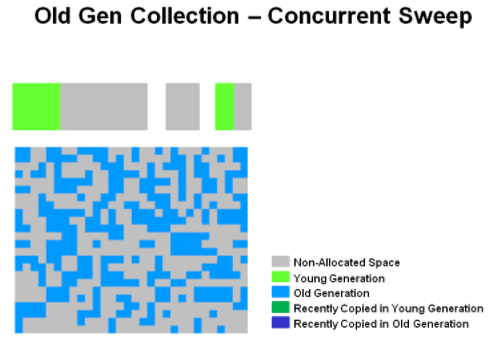 Old Gen Collection – Concurrent Sweep
Non-Allocated Space
Young Generation
Old Generation
Recently Copied in Young Generation
Recently Copied in Old Generation